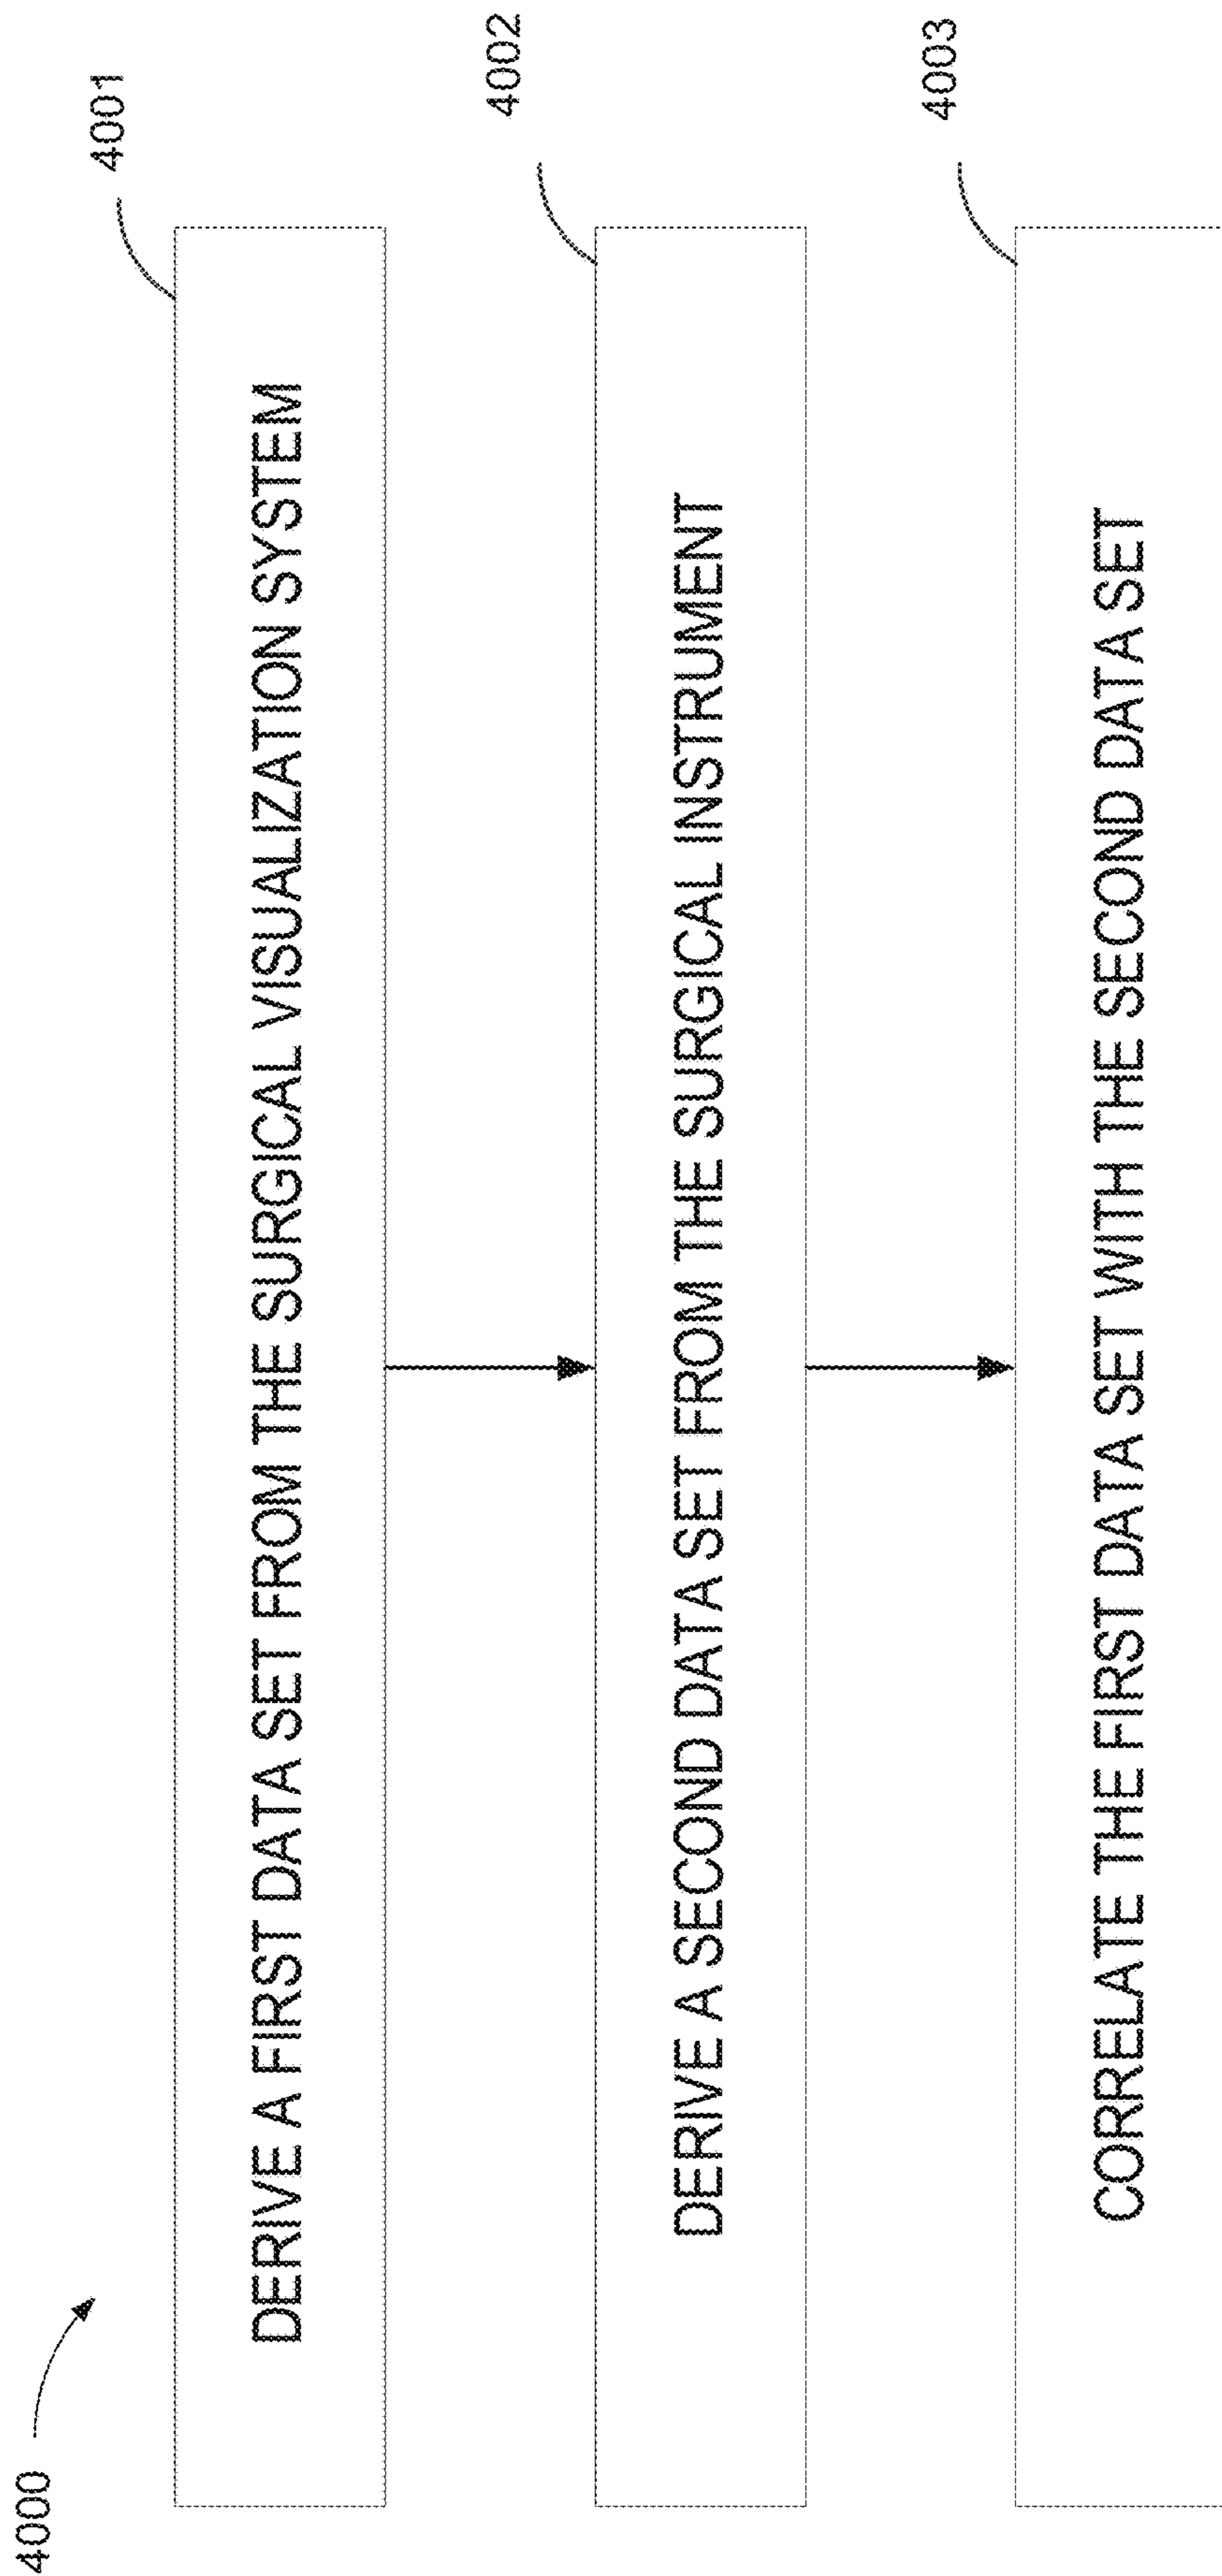 4000
4001
DERIVE A FIRST DATA SET FROM THE SURGICAL VISUALIZATION SYSTEM
4002
DERIVE A SECOND DATA SET FROM THE SURGICAL INSTRUMENT
4003
CORRELATE THE FIRST DATA SET WITH THE SECOND DATA SET